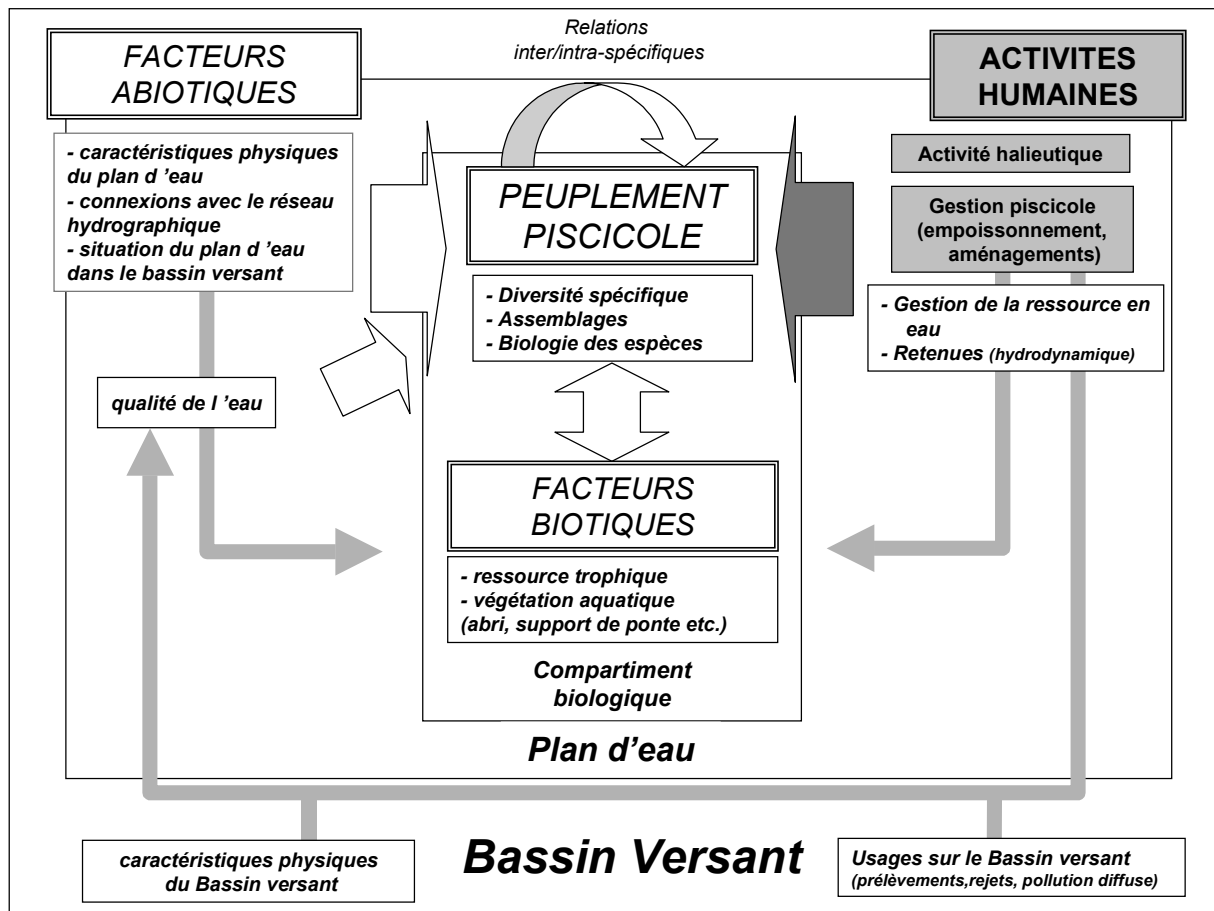 Relations
inter/intra-spécifiques
FACTEURS
ABIOTIQUES
- caractéristiques physiques
du plan d ’eau
- connexions avec le réseau
hydrographique
- situation du plan d ’eau
dans le bassin versant
qualité de l ’eau
PEUPLEMENT
PISCICOLE
- Diversité spécifique
- Assemblages
- Biologie des espèces
FACTEURS
BIOTIQUES
- ressource trophique
- végétation aquatique
(abri, support de ponte etc.)
Compartiment
biologique
Plan d’eau
ACTIVITES
HUMAINES
Activité halieutique
Gestion piscicole
(empoissonnement,
aménagements)
- Gestion de la ressource en
eau
- Retenues (hydrodynamique)
caractéristiques physiques
du Bassin versant
Bassin Versant
Usages sur le Bassin versant
(prélèvements,rejets, pollution diffuse)